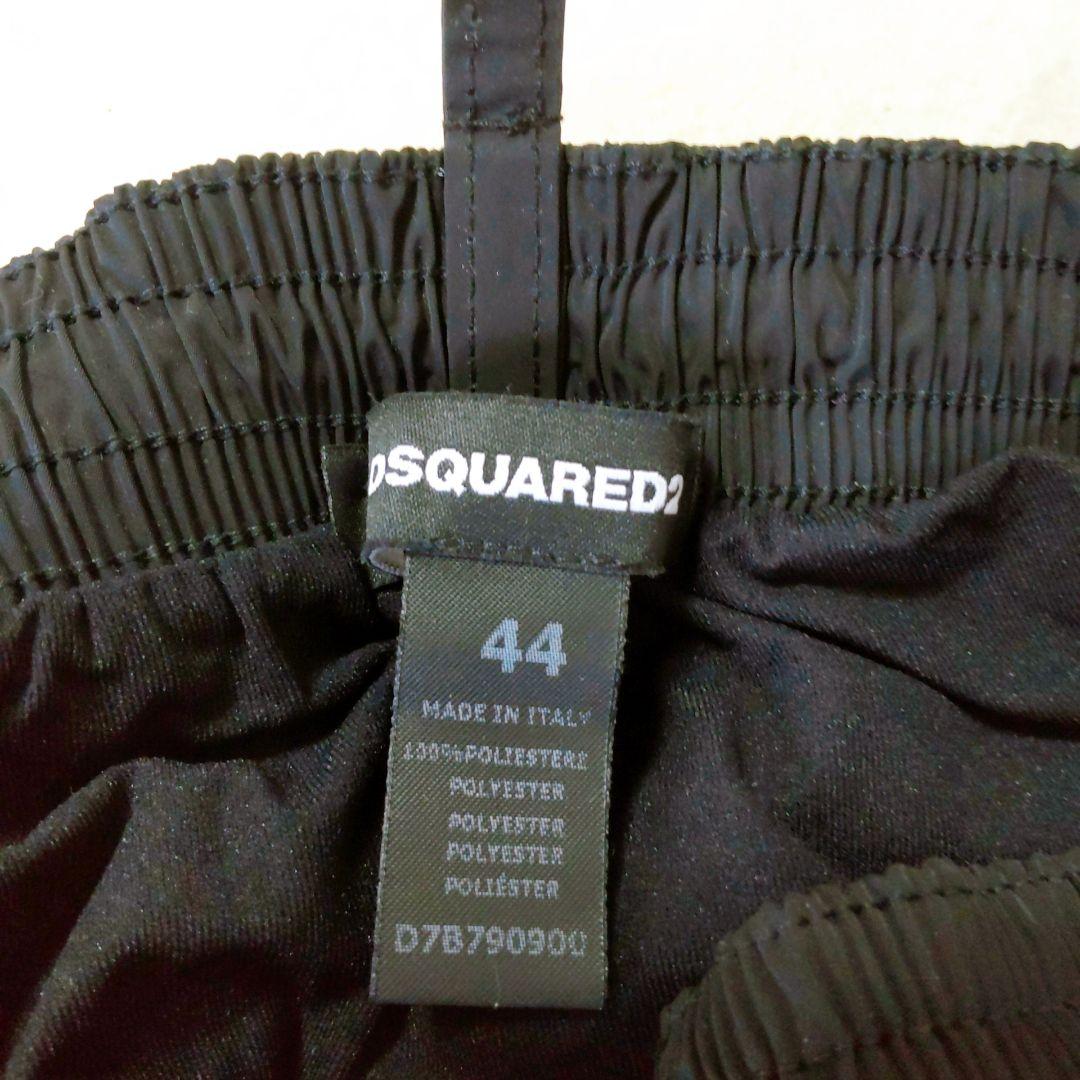 DSQUARED2
44
MADE IN ITALY
100%POLIESTERE
POLYESTER
POLYESTER
POLYESTER
POLIÉSTER
D7B790900